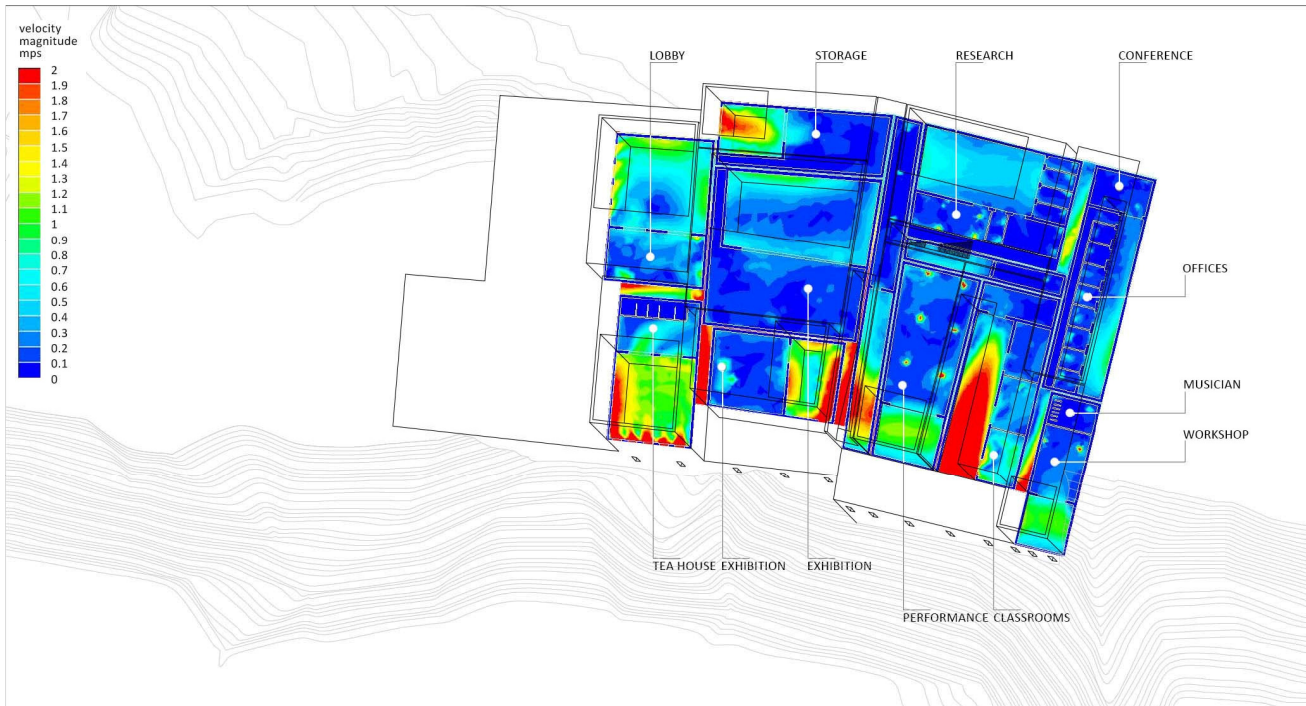 velocity
magnitude
mps
2
1.9
1.8
1.7
1.6
1.5
1.4
1.3
1.2
1.1
1
0.9
0.8
0.7
0.6
0.5
0.4
0.3
0.2
0.1
0
LOBBY
STORAGE
RESEARCH
CONFERENCE
OFFICES
MUSICIAN
WORKSHOP
TEA HOUSE EXHIBITION
EXHIBITION
PERFORMANCE CLASSROOMS